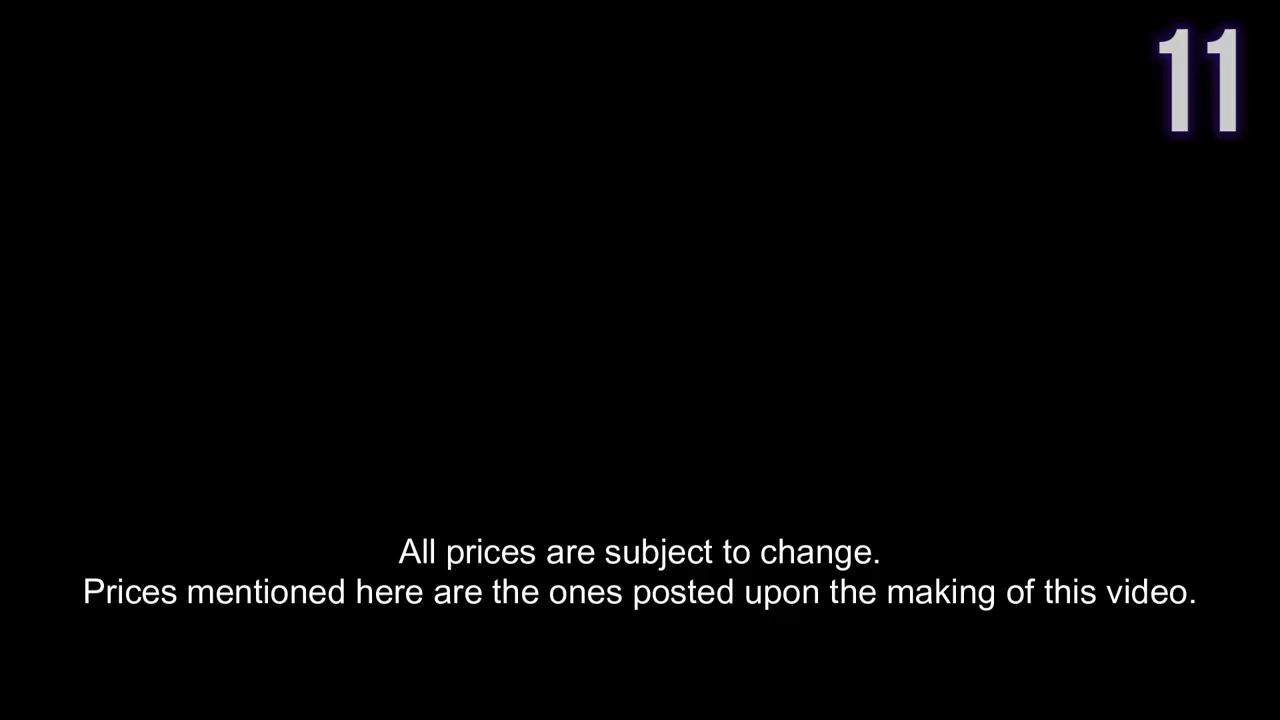 11
All prices are subject to change.
Prices mentioned here are the ones posted upon the making of this video.